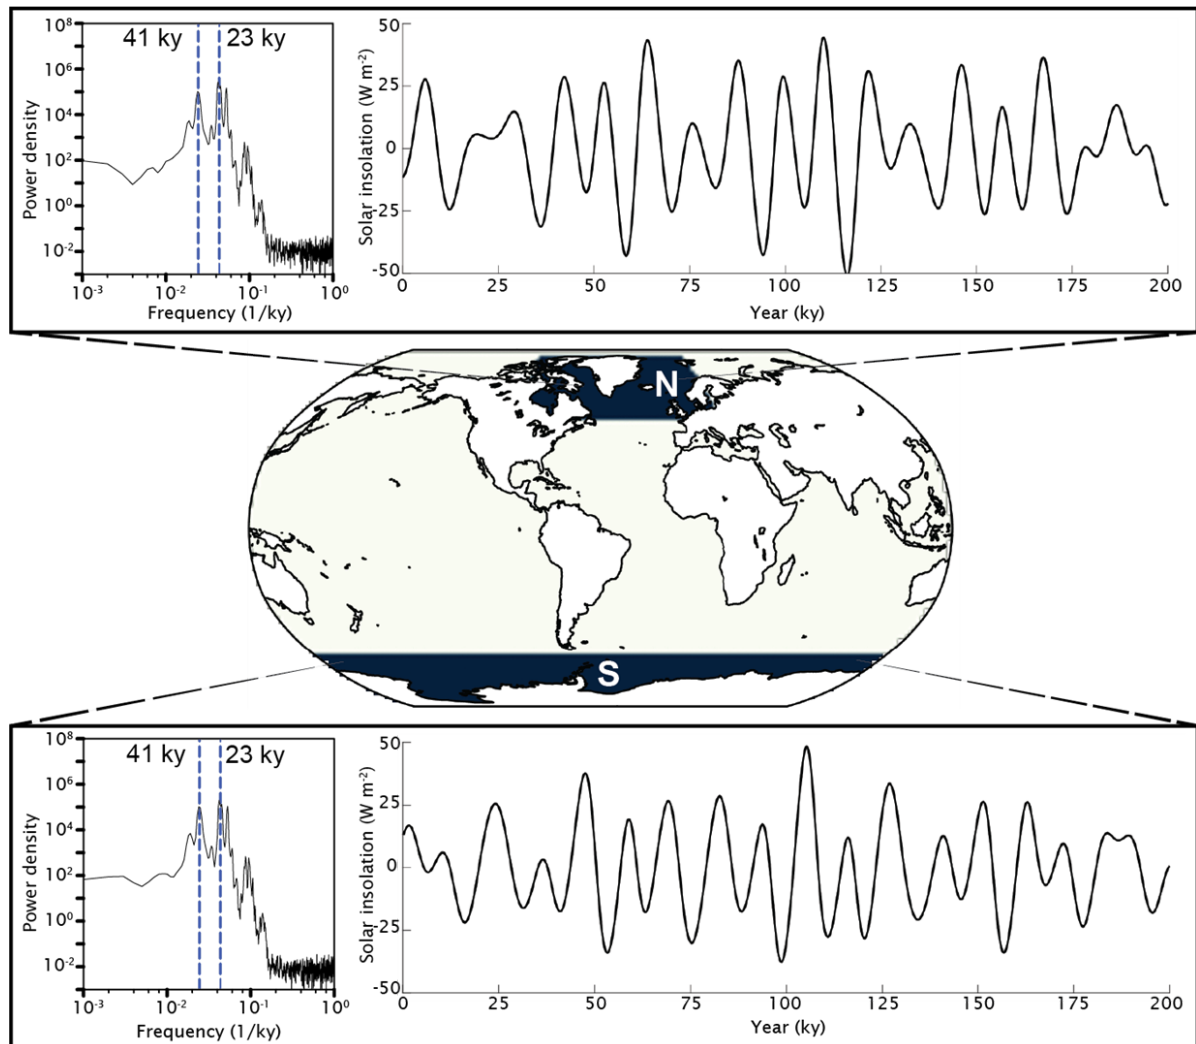 10^8
10^6
10^4
10^2
10^0
10^-2
Power density
41 ky 23 ky
10^-3 10^-2 10^-1 10^0
Frequency (1/ky)
50
25
0
-25
-50
Solar insolation (W m^-2)
0 25 50 75 100 125 150 175 200
Year (ky)
N
S
10^8
10^6
10^4
10^2
10^0
10^-2
Power density
41 ky 23 ky
10^-3 10^-2 10^-1 10^0
Frequency (1/ky)
50
25
0
-25
-50
Solar insolation (W m^-2)
0 25 50 75 100 125 150 175 200
Year (ky)